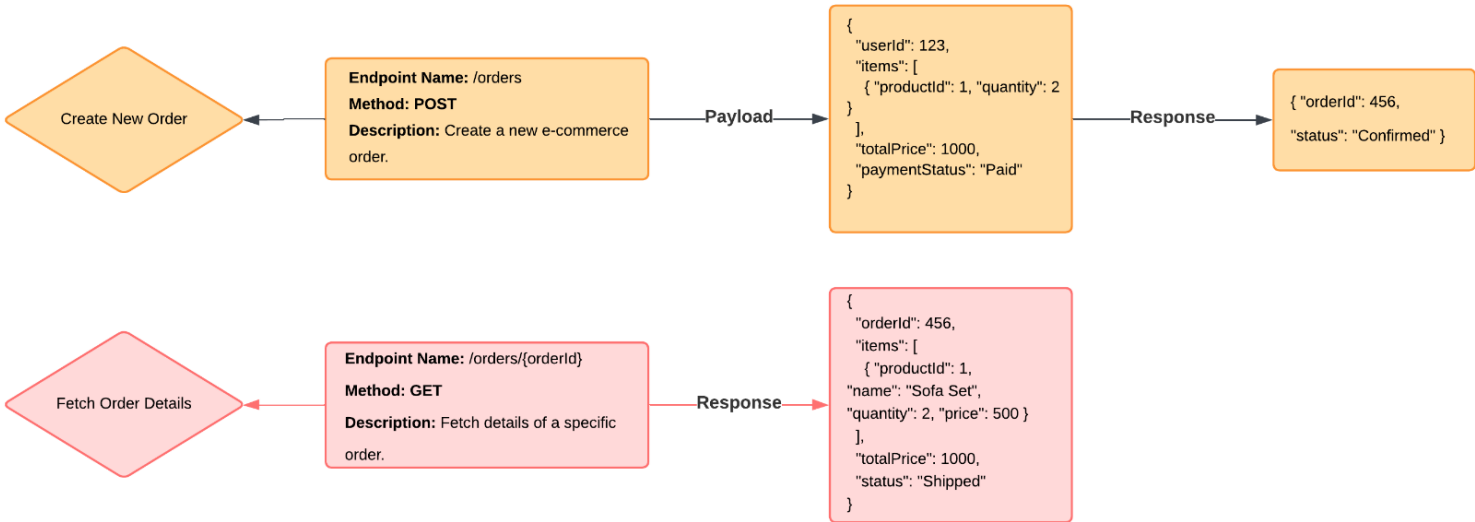 Create New Order
Endpoint Name: /orders
Method: POST
Description: Create a new e-commerce
order.
Payload
{
"userId": 123,
"items": [
{ "productId": 1, "quantity": 2
}
],
"totalPrice": 1000,
"paymentStatus": "Paid"
}
Response
{ "orderId": 456,
"status": "Confirmed" }
Fetch Order Details
Endpoint Name: /orders/{orderId}
Method: GET
Description: Fetch details of a specific
order.
Response
{
"orderId": 456,
"items": [
{ "productId": 1,
"name": "Sofa Set",
"quantity": 2, "price": 500 }
],
"totalPrice": 1000,
"status": "Shipped"
}